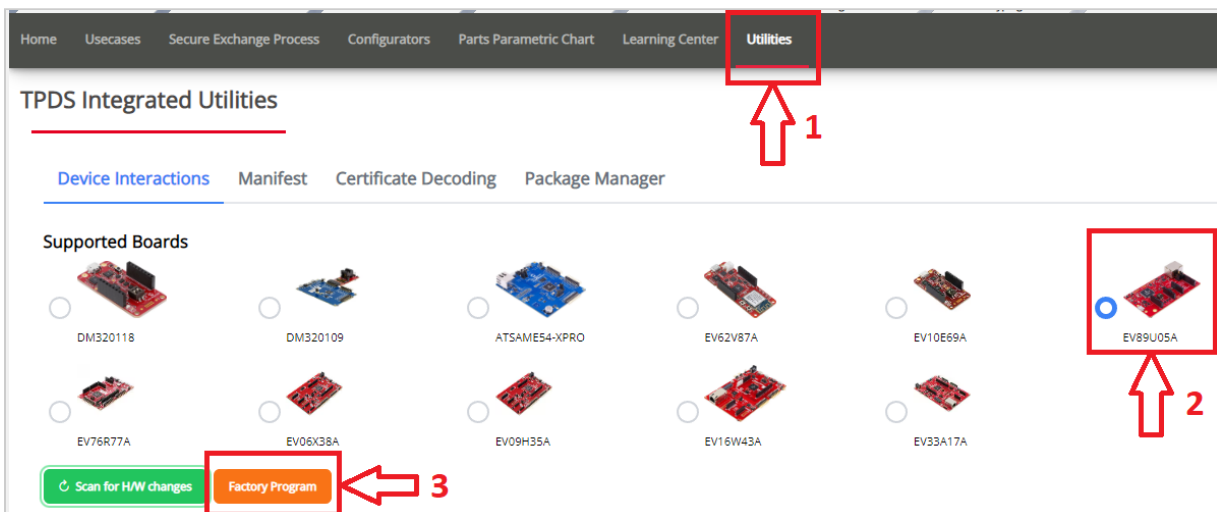 Home Usecases Secure Exchange Process Configurators Parts Parametric Chart Learning Center Utilities
1
TPDS Integrated Utilities
Device Interactions Manifest Certificate Decoding Package Manager
Supported Boards
DM320118 DM320109 ATSAME54-XPRO EV62V87A EV10E69A EV89U05A
2
EV76R77A EV06X38A EV09H35A EV16W43A EV33A17A
Scan for H/W changes Factory Program 3